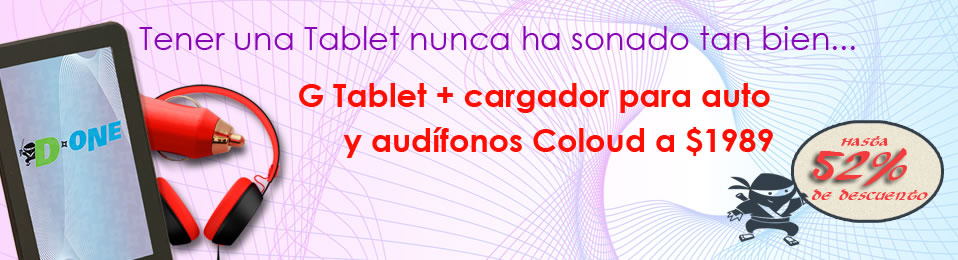 Tener una Tablet nunca ha sonado tan bien...
G Tablet + cargador para auto
y audífonos Coloud a $1989
D-ONE
HASTA
52%
DE DESCUENTO